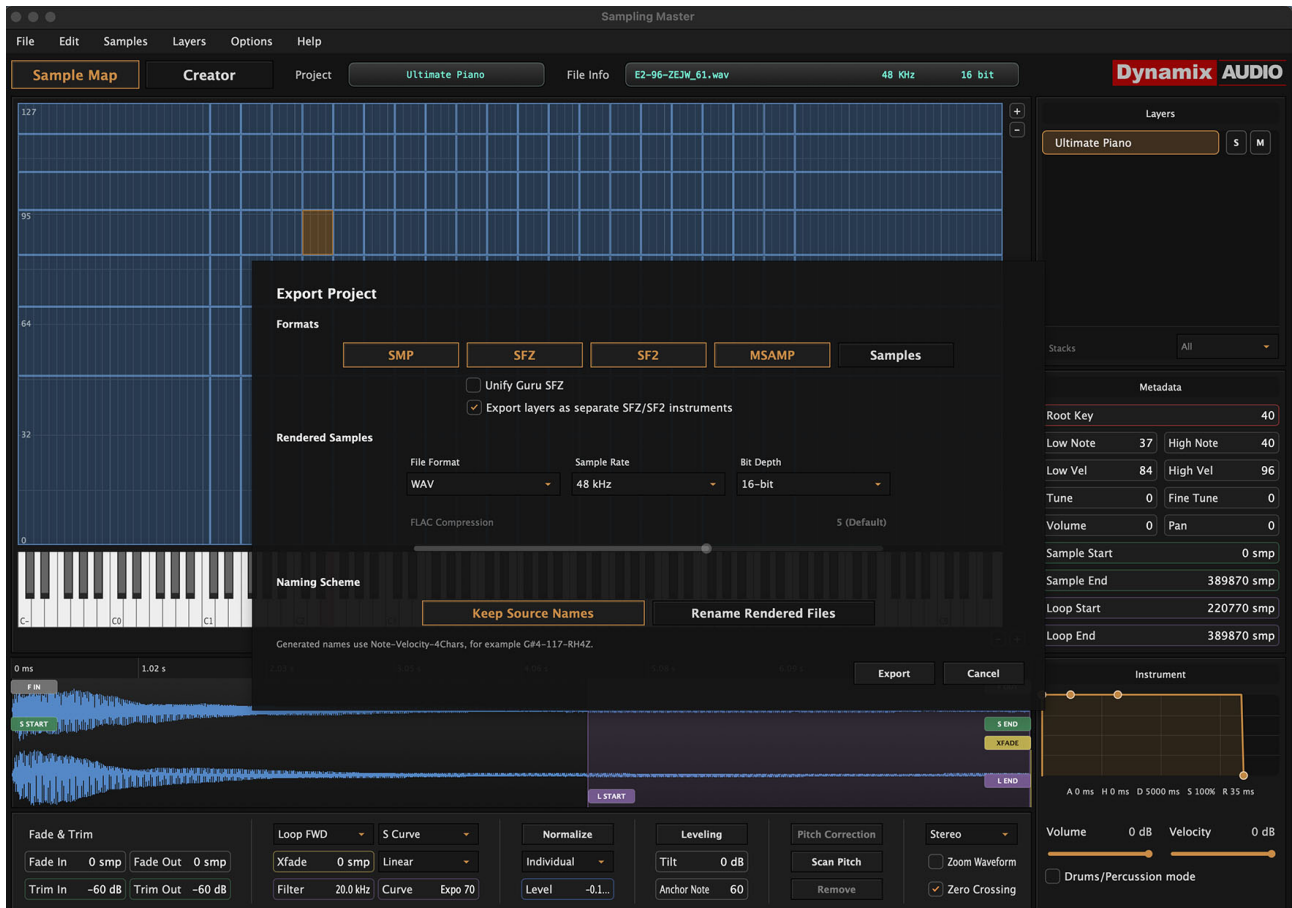 Sampling Master
File Edit Samples Layers Options Help
Sample Map Creator Project Ultimate Piano File Info E2-96-ZEJW_61.wav 48 KHz 16 bit Dynamix AUDIO
127
+
-
95
64
32
0
C- C0 C1
Layers
Ultimate Piano S M
Stacks All
Export Project
Formats
SMP SFZ SF2 MSAMP Samples
Unify Guru SFZ
Export layers as separate SFZ/SF2 instruments
Rendered Samples
File Format Sample Rate Bit Depth
WAV 48 kHz 16-bit
FLAC Compression 5 (Default)
Naming Scheme
Keep Source Names Rename Rendered Files
Generated names use Note-Velocity-4Chars, for example G#4-117-RH4Z.
Export Cancel
Metadata
Root Key 40
Low Note 37 High Note 40
Low Vel 84 High Vel 96
Tune 0 Fine Tune 0
Volume 0 Pan 0
Sample Start 0 smp
Sample End 389870 smp
Loop Start 220770 smp
Loop End 389870 smp
0 ms 1.02 s
F IN
S START
S END
XFADE
L END
L START
Instrument
A 0 ms H 0 ms D 5000 ms S 100% R 35 ms
Volume 0 dB Velocity 0 dB
Drums/Percussion mode
Fade & Trim
Fade In 0 smp Fade Out 0 smp
Trim In -60 dB Trim Out -60 dB
Loop FWD S Curve
Xfade 0 smp Linear
Filter 20.0 kHz Curve Expo 70
Normalize
Individual
Level -0.1...
Leveling
Tilt 0 dB
Anchor Note 60
Pitch Correction
Scan Pitch
Remove
Stereo
Zoom Waveform
Zero Crossing